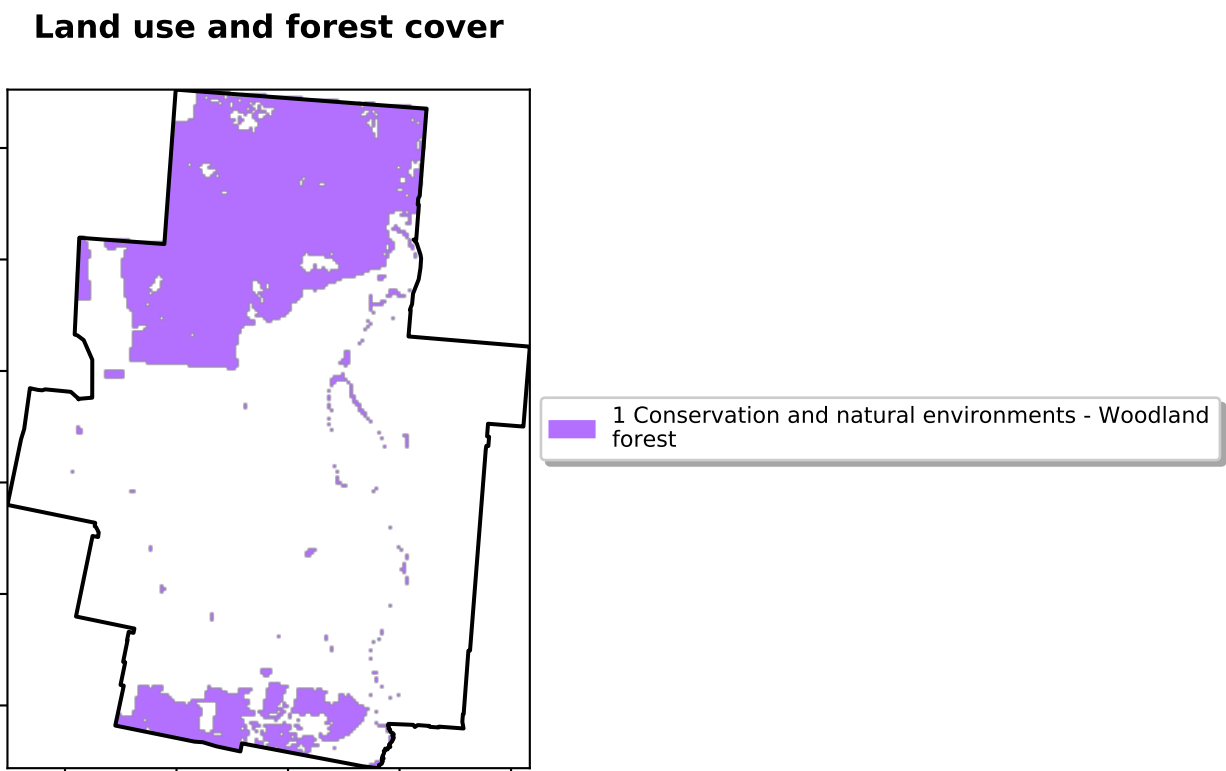 Land use and forest cover
1 Conservation and natural environments - Woodland
forest